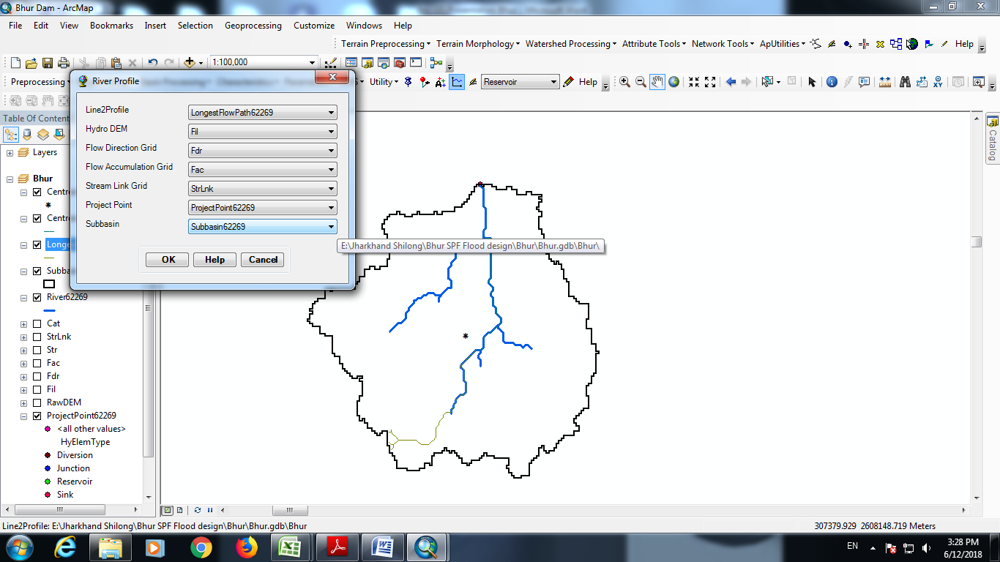 Bhur Dam - ArcMap
File Edit View Bookmarks Insert Selection Geoprocessing Customize Windows Help
Terrain Preprocessing Terrain Morphology Watershed Processing Attribute Tools Network Tools ApUtilities Help
1:100,000
Preprocessing Utility Reservoir Help
River Profile
Line2Profile LongestFlowPath62269
Hydro DEM Fil
Flow Direction Grid Fdr
Flow Accumulation Grid Fac
Stream Link Grid StrLnk
Project Point ProjectPoint62269
Subbasin Subbasin62269
OK Help Cancel
E:\Jharkhand Shilong\Bhur SPF Flood design\Bhur\Bhur.gdb\Bhur\
Table Of Content
Layers
Bhur
Centr
Centr
Longe
Subba
River62269
Cat
StrLnk
Str
Fac
Fdr
Fil
RawDEM
ProjectPoint62269
<all other values>
HyElemType
Diversion
Junction
Reservoir
Sink
Catalog
Line2Profile: E:\Jharkhand Shilong\Bhur SPF Flood design\Bhur\Bhur.gdb\Bhur
307379.929 2608148.719 Meters
EN
3:28 PM
6/12/2018